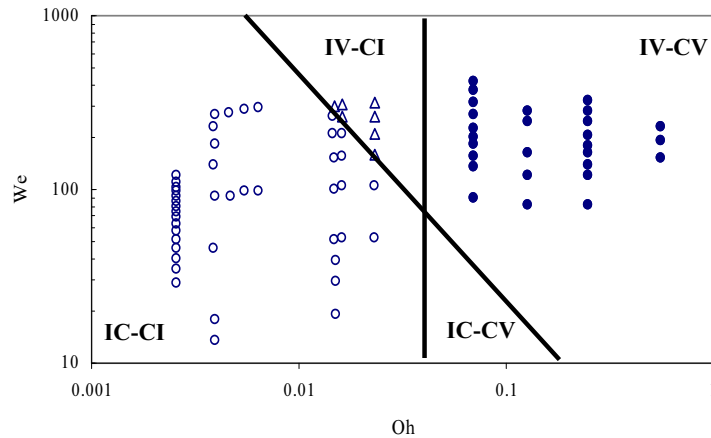 1000
IV-CI
IV-CV
We
100
IC-CI
IC-CV
10
0.001
0.01
0.1
Oh